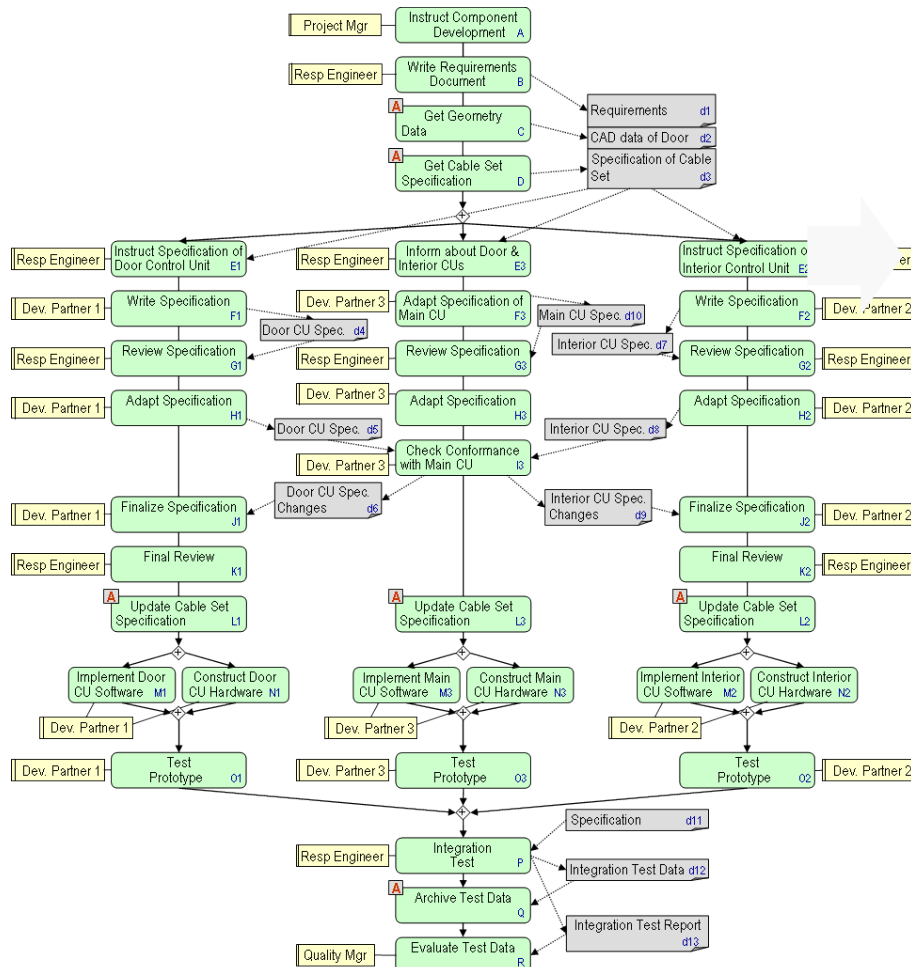 Project Mgr
Instruct Component
Development A
Resp Engineer
Write Requirements
Document B
Requirements d1
A
Get Geometry
Data C
CAD data of Door d2
A
Get Cable Set
Specification D
Specification of Cable
Set d3
Resp Engineer
Instruct Specification of
Door Control Unit E1
Resp Engineer
Inform about Door &
Interior CUs E3
Instruct Specification of
Interior Control Unit E2
Dev. Partner 1
Write Specification
F1
Door CU Spec. d4
Dev. Partner 3
Adapt Specification of
Main CU F3
Main CU Spec. d10
Interior CU Spec. d7
Write Specification
F2
Dev. Partner 2
Resp Engineer
Review Specification
G1
Resp Engineer
Review Specification
G3
Review Specification
G2
Resp Engineer
Dev. Partner 1
Adapt Specification
H1
Door CU Spec. d5
Dev. Partner 3
Adapt Specification
H3
Interior CU Spec. d8
Adapt Specification
H2
Dev. Partner 2
Dev. Partner 3
Check Conformance
with Main CU I3
Dev. Partner 1
Finalize Specification
J1
Door CU Spec.
Changes
d6
Interior CU Spec.
Changes d9
Finalize Specification
J2
Dev. Partner 2
Resp Engineer
Final Review
K1
Final Review
K2
Resp Engineer
A
Update Cable Set
Specification L1
A
Update Cable Set
Specification L3
A
Update Cable Set
Specification L2
Implement Door
CU Software M1
Construct Door
CU Hardware N1
Implement Main
CU Software M3
Construct Main
CU Hardware N3
Implement Interior
CU Software M2
Construct Interior
CU Hardware N2
Dev. Partner 1
Dev. Partner 3
Dev. Partner 2
Dev. Partner 1
Test
Prototype O1
Dev. Partner 3
Test
Prototype O3
Test
Prototype O2
Dev. Partner 2
Specification d11
Resp Engineer
Integration
Test P
Integration Test Data d12
A
Archive Test Data
Q
Integration Test Report
d13
Quality Mgr
Evaluate Test Data
R